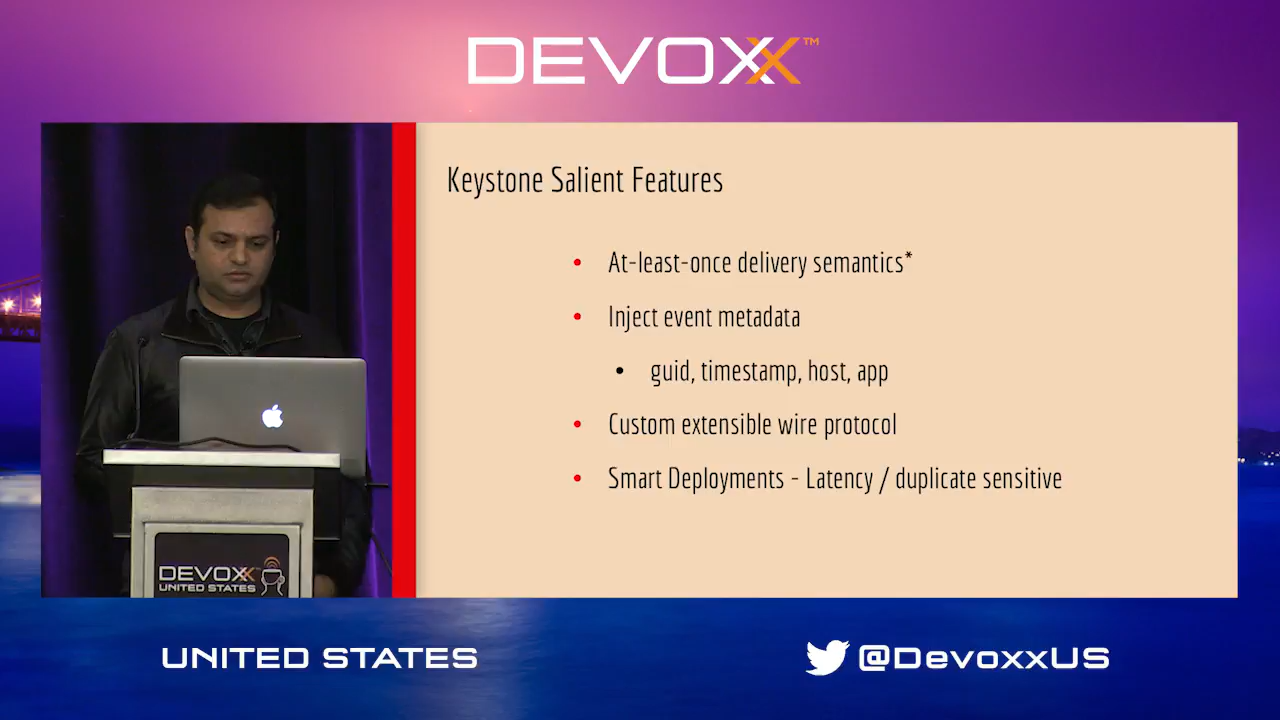 DEVOXX™
Keystone Salient Features
• At-least-once delivery semantics*
• Inject event metadata
• guid, timestamp, host, app
• Custom extensible wire protocol
• Smart Deployments - Latency / duplicate sensitive
DEVOXX™
UNITED STATES
UNITED STATES
@DevoxxUS